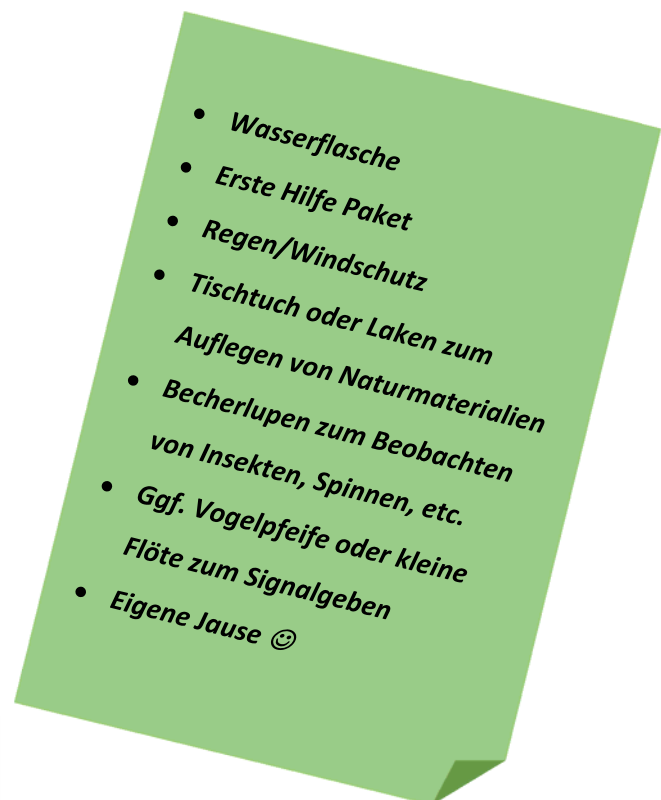 • Wasserflasche
• Erste Hilfe Paket
• Regen/Windschutz
• Tischtuch oder Laken zum
Auflegen von Naturmaterialien
• Becherlupen zum Beobachten
von Insekten, Spinnen, etc.
• Ggf. Vogelpfeife oder kleine
Flöte zum Signalgeben
• Eigene Jause ☺